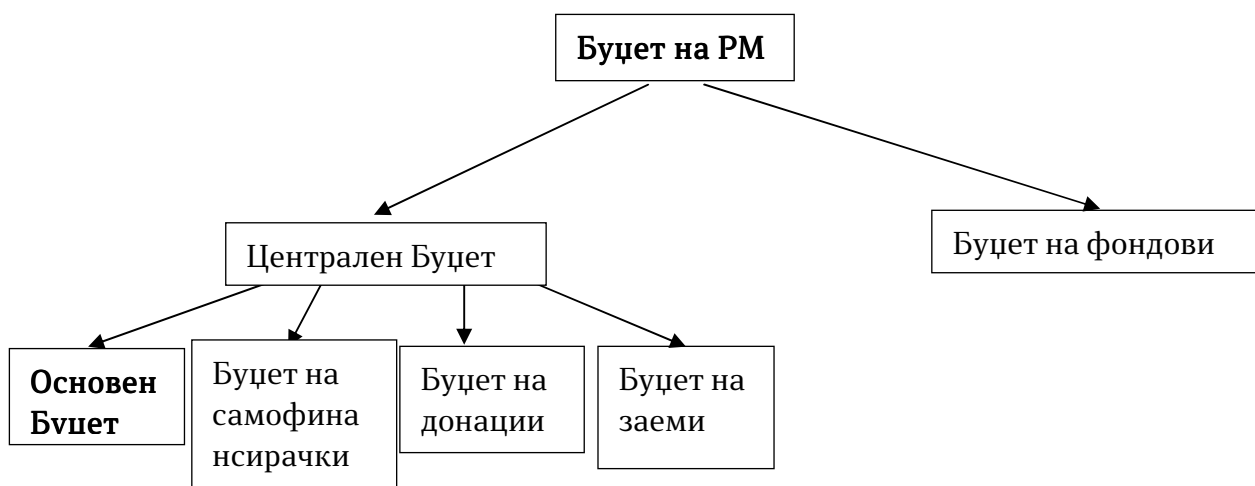 Буџет на РМ
Централен Буџет
Буџет на фондови
Основен
Буџет
Буџет на
самофина
нсирачки
Буџет на
донации
Буџет на
заеми